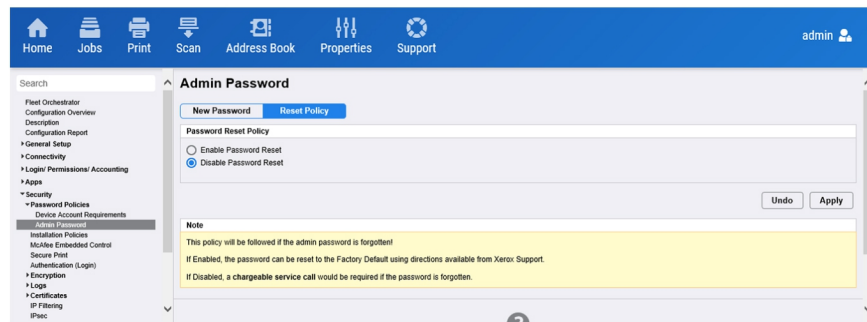 Home
Jobs
Print
Scan
Address Book
Properties
Support
admin
Search
Fleet Orchestrator
Configuration Overview
Description
Configuration Report
General Setup
Connectivity
Login/ Permissions/ Accounting
Apps
Security
Password Policies
Device Account Requirements
Admin Password
Installation Policies
McAfee Embedded Control
Secure Print
Authentication (Login)
Encryption
Logs
Certificates
IP Filtering
IPsec
Admin Password
New Password
Reset Policy
Password Reset Policy
Enable Password Reset
Disable Password Reset
Undo
Apply
Note
This policy will be followed if the admin password is forgotten!
If Enabled, the password can be reset to the Factory Default using directions available from Xerox Support.
If Disabled, a chargeable service call would be required if the password is forgotten.